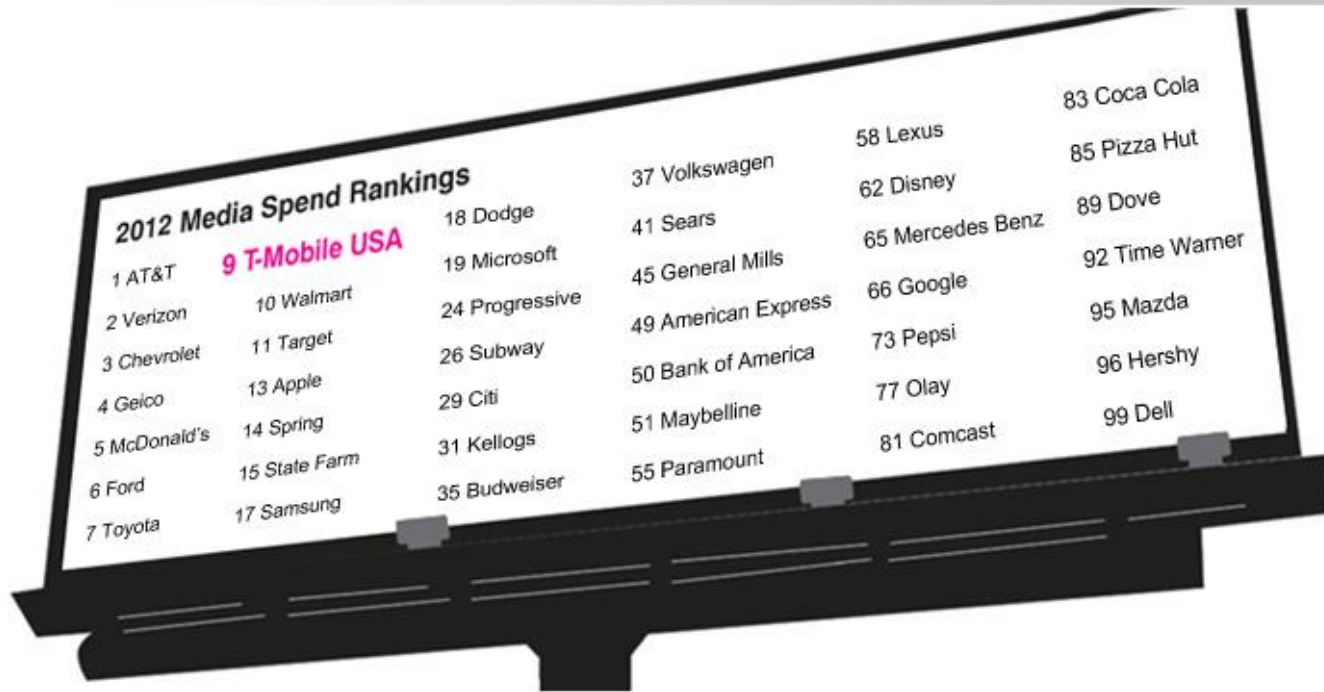 2012 Media Spend Rankings
1 AT&T
2 Verizon
3 Chevrolet
4 Geico
5 McDonald's
6 Ford
7 Toyota
9 T-Mobile USA
10 Walmart
11 Target
13 Apple
14 Spring
15 State Farm
17 Samsung
18 Dodge
19 Microsoft
24 Progressive
26 Subway
29 Citi
31 Kellogs
35 Budweiser
37 Volkswagen
41 Sears
45 General Mills
49 American Express
50 Bank of America
51 Maybelline
55 Paramount
58 Lexus
62 Disney
65 Mercedes Benz
66 Google
73 Pepsi
77 Olay
81 Comcast
83 Coca Cola
85 Pizza Hut
89 Dove
92 Time Warner
95 Mazda
96 Hershy
99 Dell